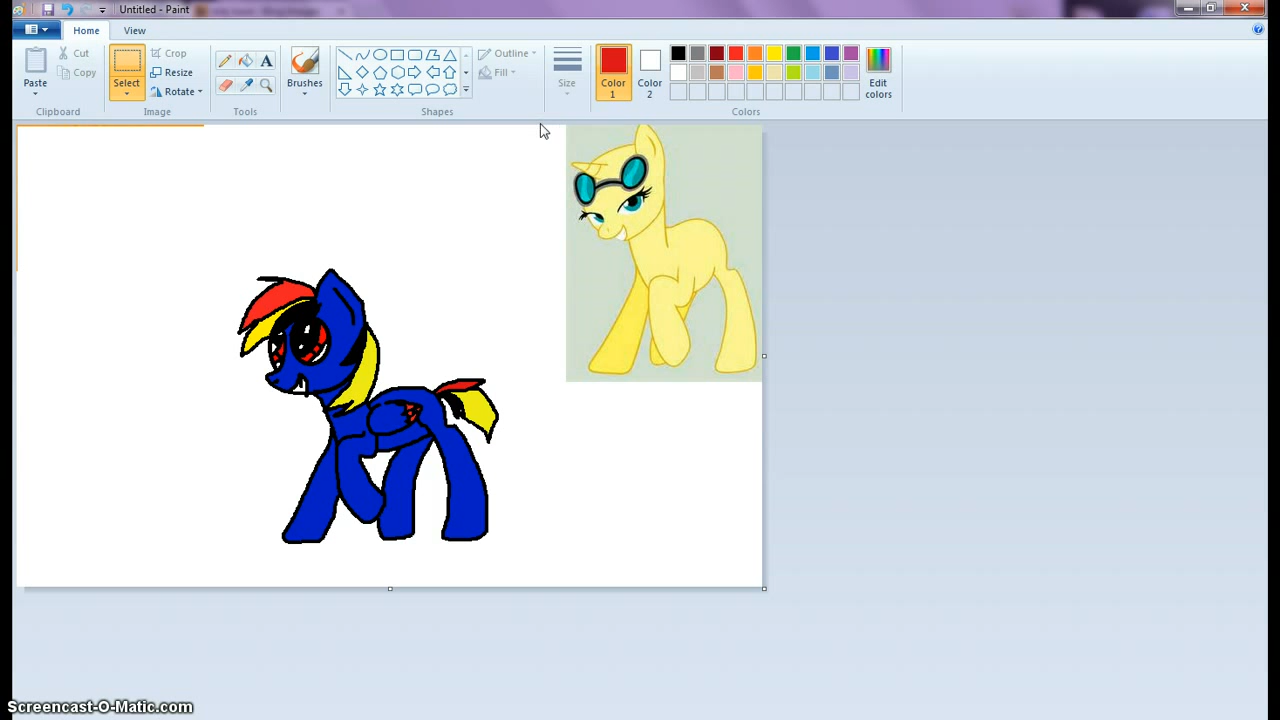 Untitled - Paint
Home
View
Paste
Cut
Copy
Clipboard
Select
Crop
Resize
Rotate
Image
Tools
Brushes
Shapes
Outline
Fill
Size
Color
1
Color
2
Edit
colors
Colors
Screencast-O-Matic.com